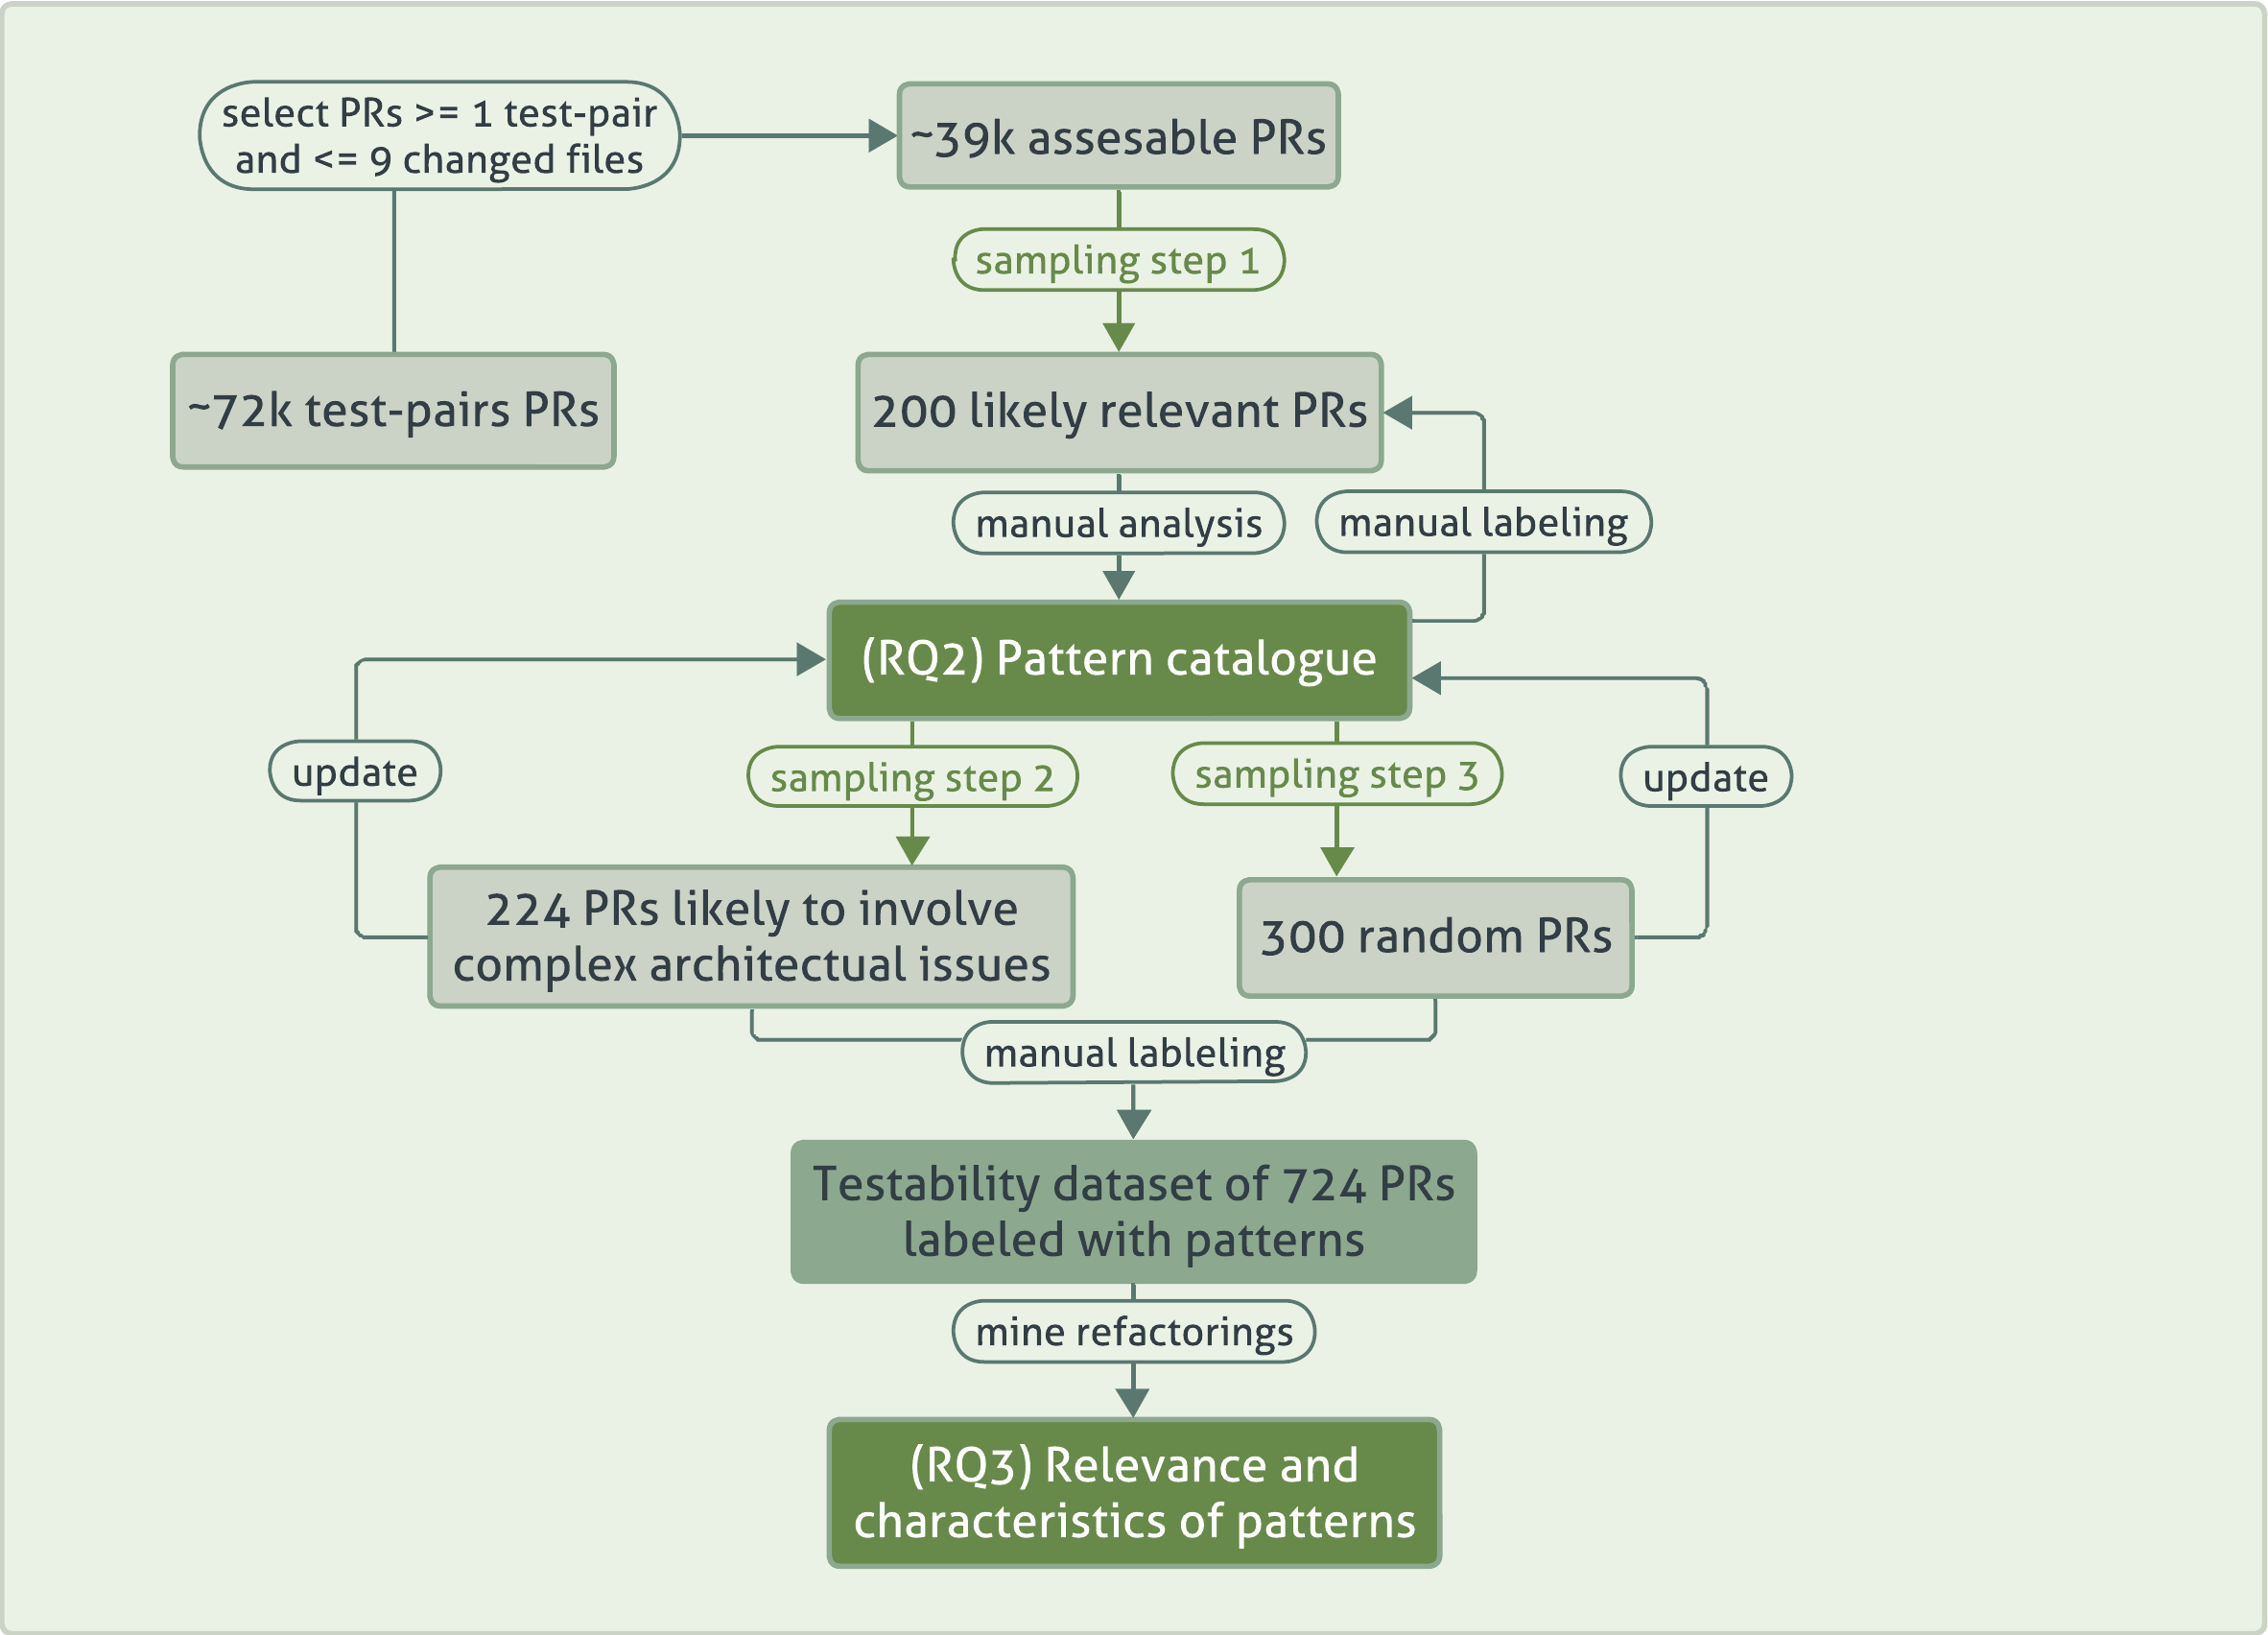 select PRs >= 1 test-pair
and <= 9 changed files
~39k assesable PRs
sampling step 1
~72k test-pairs PRs
200 likely relevant PRs
manual analysis
manual labeling
(RQ2) Pattern catalogue
update
sampling step 2
sampling step 3
update
224 PRs likely to involve
complex architectual issues
300 random PRs
manual lableling
Testability dataset of 724 PRs
labeled with patterns
mine refactorings
(RQ3) Relevance and
characteristics of patterns